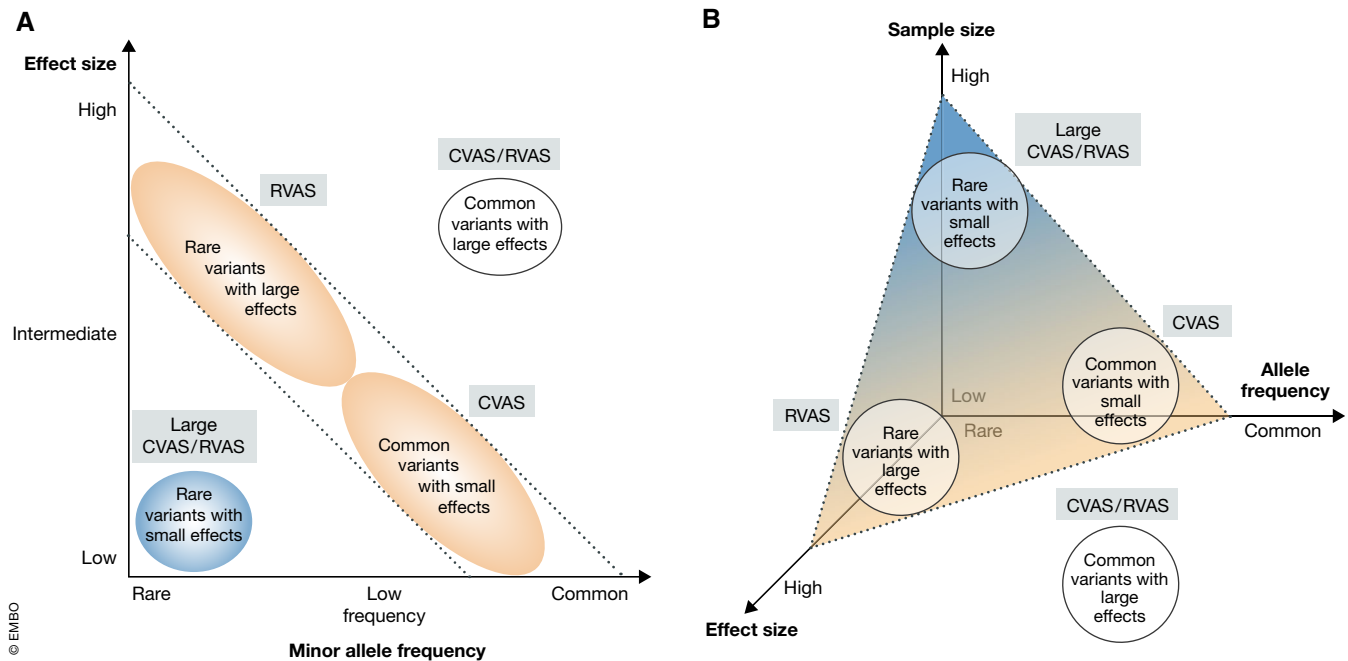 A
Effect size
High
Intermediate
Low
RVAS
Rare
variants
with large
effects
CVAS/RVAS
Common
variants with
large effects
CVAS
Common
variants
with small
effects
Large
CVAS/RVAS
Rare
variants with
small effects
Rare
Low
frequency
Common
Minor allele frequency
© EMBO
B
Sample size
High
Large
CVAS/RVAS
Rare
variants with
small
effects
CVAS
Common
variants with
small
effects
Allele
frequency
Common
Low
Rare
RVAS
Rare
variants with
large
effects
High
Effect size
CVAS/RVAS
Common
variants with
large
effects